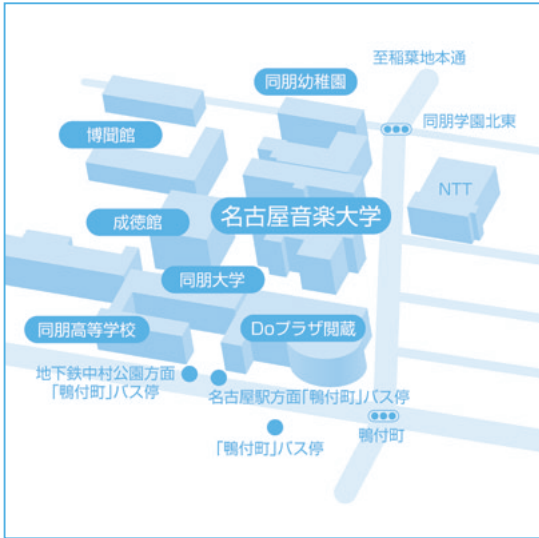 至稲葉地本通
同朋幼稚園
同朋学園北東
博聞館
NTT
成徳館
名古屋音楽大学
同朋大学
同朋高等学校
Doプラザ閲蔵
地下鉄中村公園方面
「鴨付町」バス停
名古屋駅方面「鴨付町」バス停
鴨付町
「鴨付町」バス停